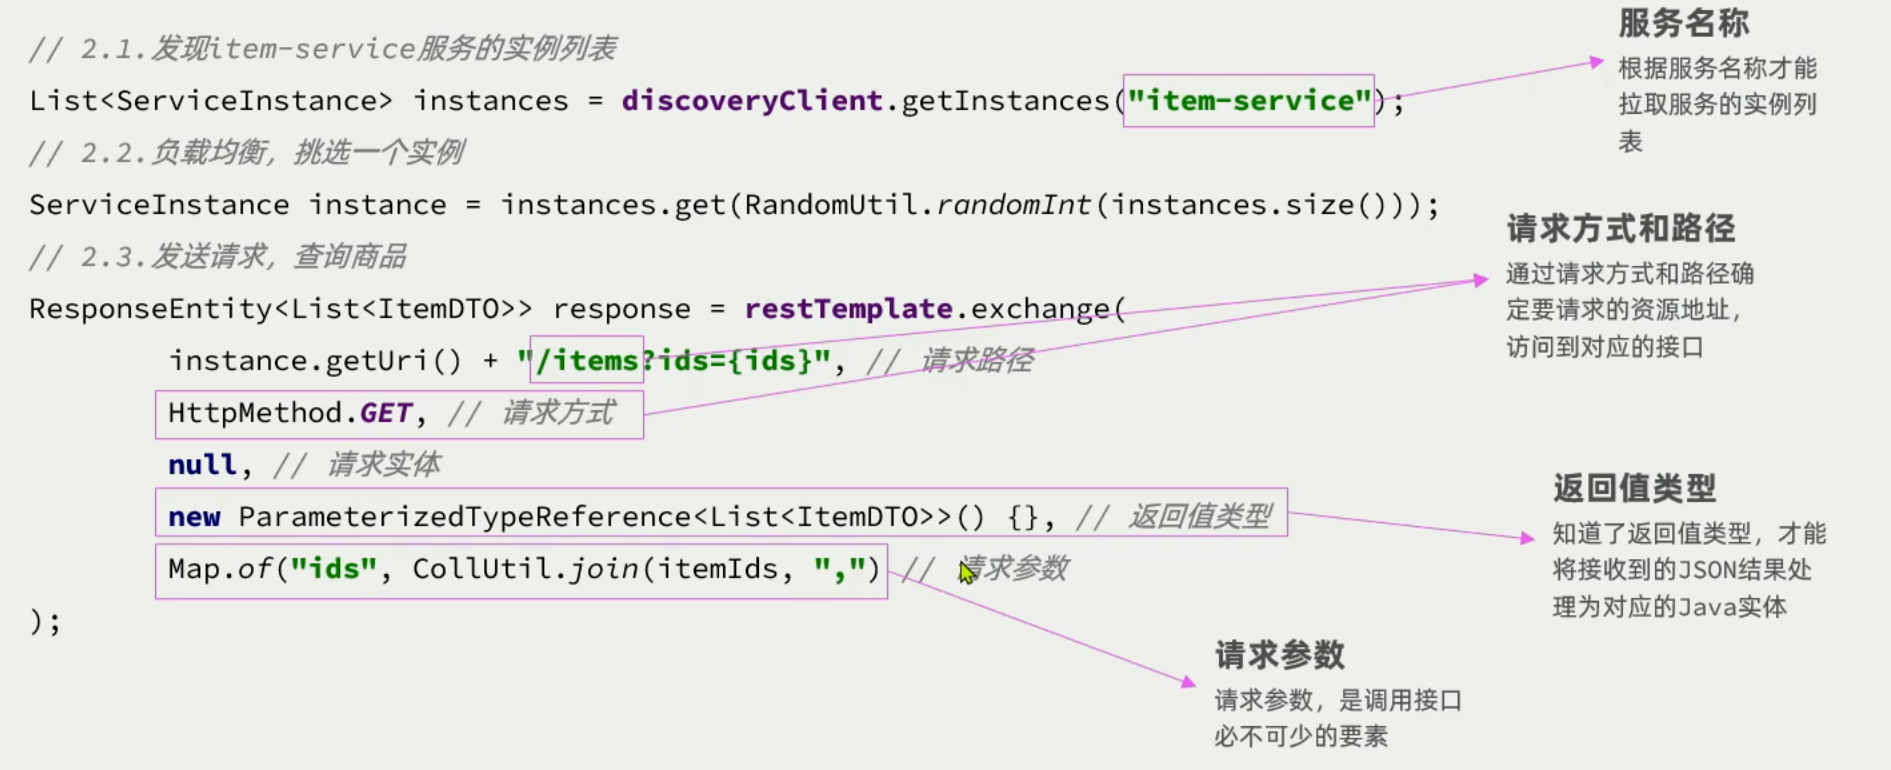 // 2.1.发现item-service服务的实例列表
List<ServiceInstance> instances = discoveryClient.getInstances("item-service");
// 2.2.负载均衡，挑选一个实例
ServiceInstance instance = instances.get(RandomUtil.randomInt(instances.size()));
// 2.3.发送请求，查询商品
ResponseEntity<List<ItemDTO>> response = restTemplate.exchange(
instance.getUri() + "/items?ids={ids}", // 请求路径
HttpMethod.GET, // 请求方式
null, // 请求实体
new ParameterizedTypeReference<List<ItemDTO>>() {}, // 返回值类型
Map.of("ids", CollUtil.join(itemIds, ",") // 请求参数
);
服务名称
根据服务名称才能
拉取服务的实例列
表
请求方式和路径
通过请求方式和路径确
定要请求的资源地址，
访问到对应的接口
返回值类型
知道了返回值类型，才能
将接收到的JSON结果处
理为对应的Java实体
请求参数
请求参数，是调用接口
必不可少的要素